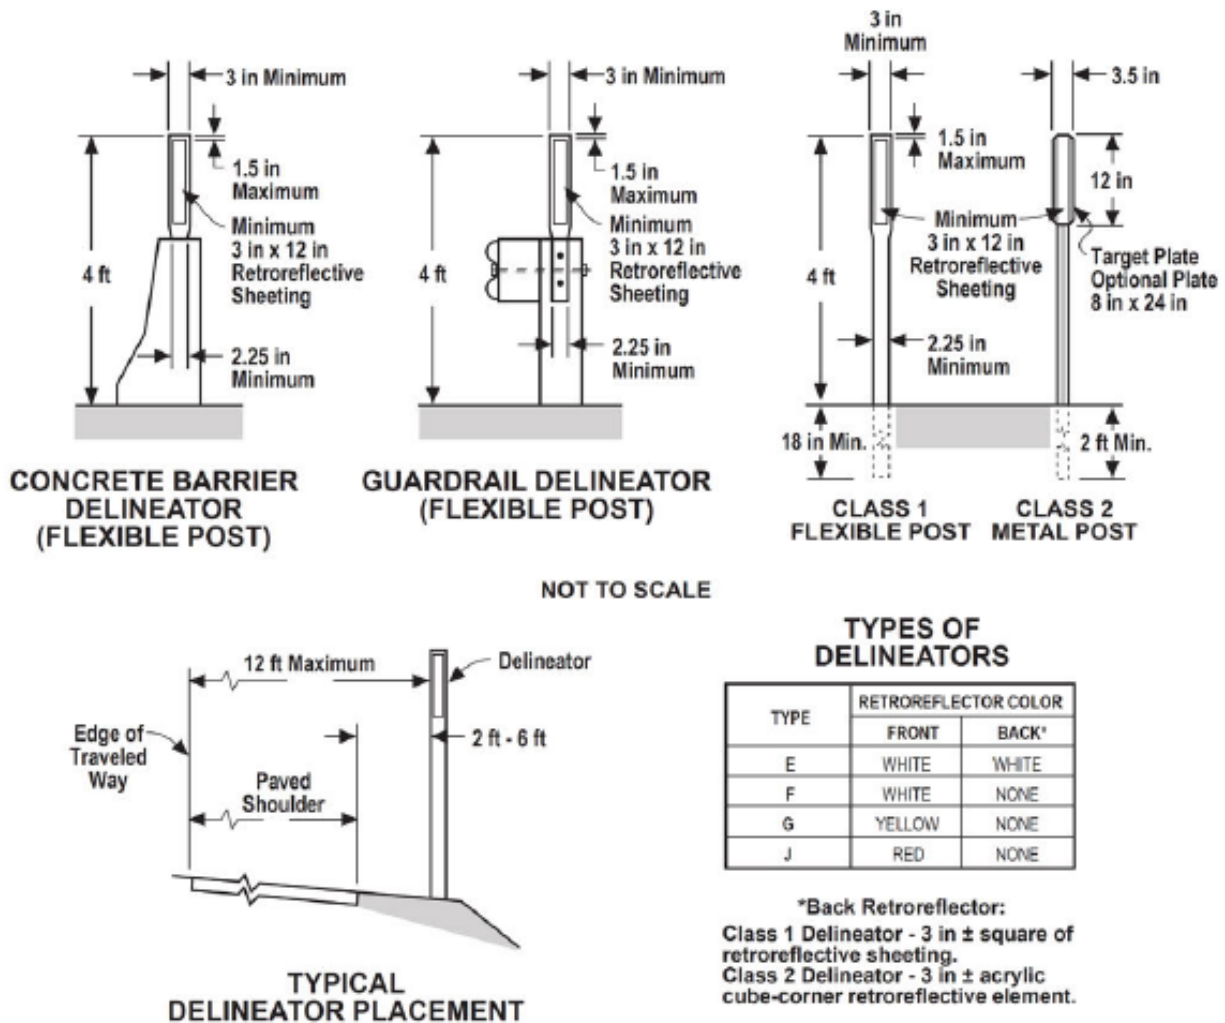 3 in Minimum
1.5 in
Maximum
Minimum
3 in x 12 in
Retroreflective
Sheeting
4 ft
2.25 in
Minimum
CONCRETE BARRIER
DELINEATOR
(FLEXIBLE POST)
3 in Minimum
1.5 in
Maximum
Minimum
3 in x 12 in
Retroreflective
Sheeting
4 ft
2.25 in
Minimum
GUARDRAIL DELINEATOR
(FLEXIBLE POST)
3 in
Minimum
3.5 in
1.5 in
Maximum
12 in
Minimum
3 in x 12 in
Retroreflective
Sheeting
Target Plate
Optional Plate
8 in x 24 in
4 ft
2.25 in
Minimum
18 in Min.
2 ft Min.
CLASS 1
FLEXIBLE POST
CLASS 2
METAL POST
NOT TO SCALE
12 ft Maximum
Delineator
Edge of
Traveled
Way
2 ft - 6 ft
Paved
Shoulder
TYPICAL
DELINEATOR PLACEMENT
TYPES OF
DELINEATORS
TYPE RETROREFLECTOR COLOR
FRONT BACK*
E WHITE WHITE
F WHITE NONE
G YELLOW NONE
J RED NONE
*Back Retroreflector:
Class 1 Delineator - 3 in ± square of
retroreflective sheeting.
Class 2 Delineator - 3 in ± acrylic
cube-corner retroreflective element.